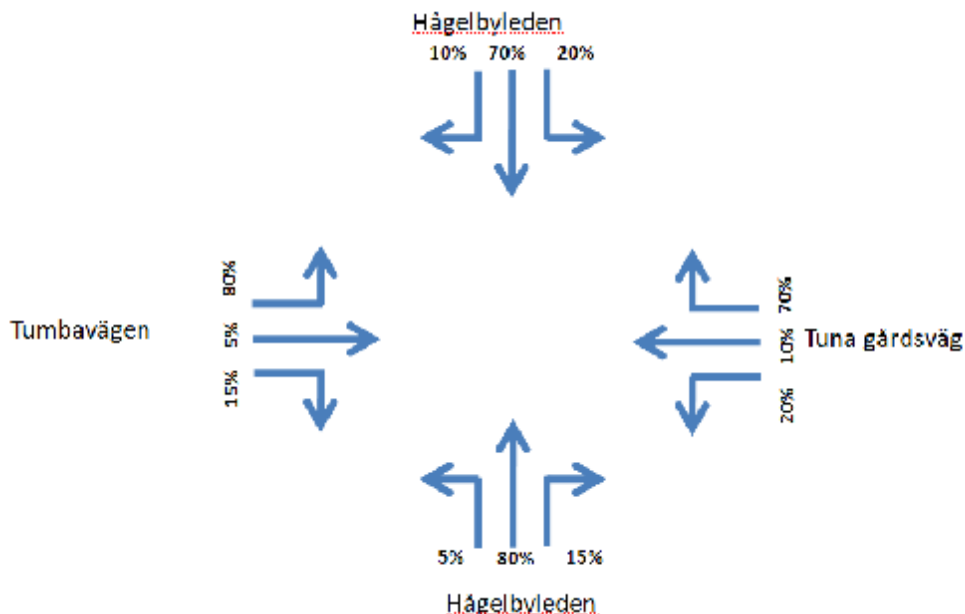 Hågelbyleden
10% 70% 20%
80%
5%
15%
Tumbavägen
70%
10%
20%
Tuna gårdsväg
5% 80% 15%
Hågelbyleden